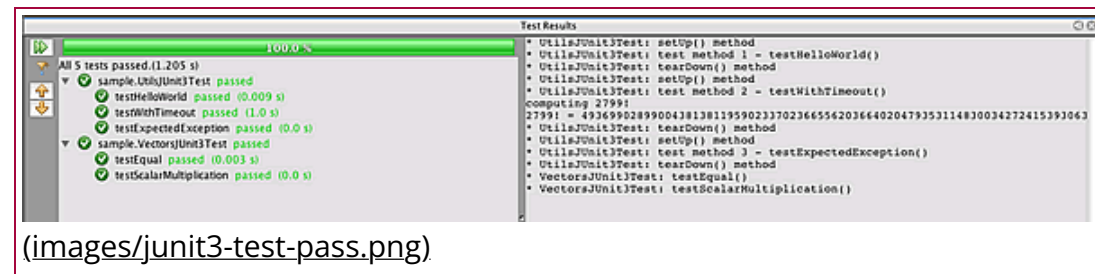 Test Results
100.0 %
All 5 tests passed.(1.205 s)
sample.UtilsJUnit3Test passed
testHelloWorld passed (0.009 s)
testWithTimeout passed (1.0 s)
testExpectedException passed (0.0 s)
sample.VectorsJUnit3Test passed
testEqual passed (0.003 s)
testScalarMultiplication passed (0.0 s)
* UtilsJUnit3Test: setUp() method
* UtilsJUnit3Test: test method 1 - testHelloWorld()
* UtilsJUnit3Test: tearDown() method
* UtilsJUnit3Test: setUp() method
* UtilsJUnit3Test: test method 2 - testWithTimeout()
computing 2799!
2799! =
* UtilsJUnit3Test: tearDown() method
* UtilsJUnit3Test: setUp() method
* UtilsJUnit3Test: test method 3 - testExpectedException()
* UtilsJUnit3Test: tearDown() method
* VectorsJUnit3Test: testEqual()
* VectorsJUnit3Test: testScalarMultiplication()
(images/junit3-test-pass.png)